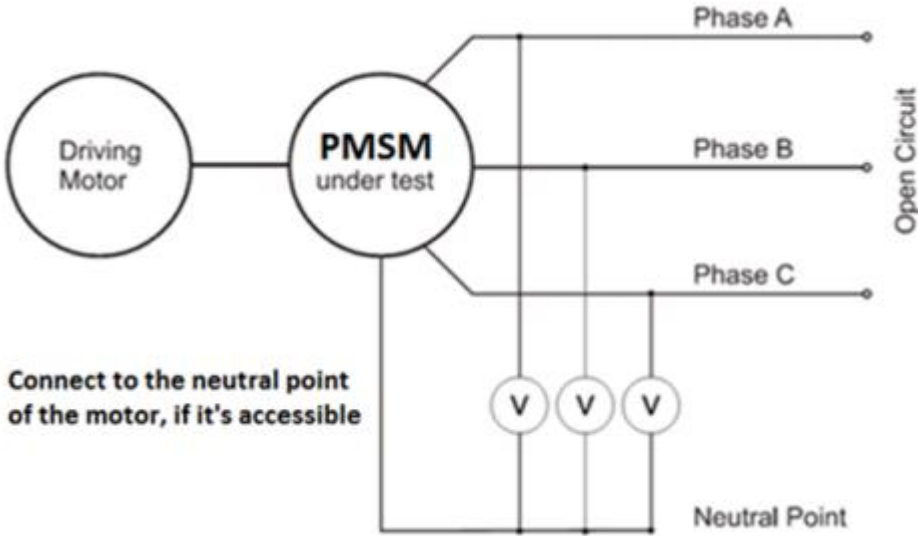 Phase A
Driving
Motor
PMSM
under test
Phase B
Open Circuit
Phase C
Connect to the neutral point
of the motor, if it's accessible
V
V
V
Neutral Point